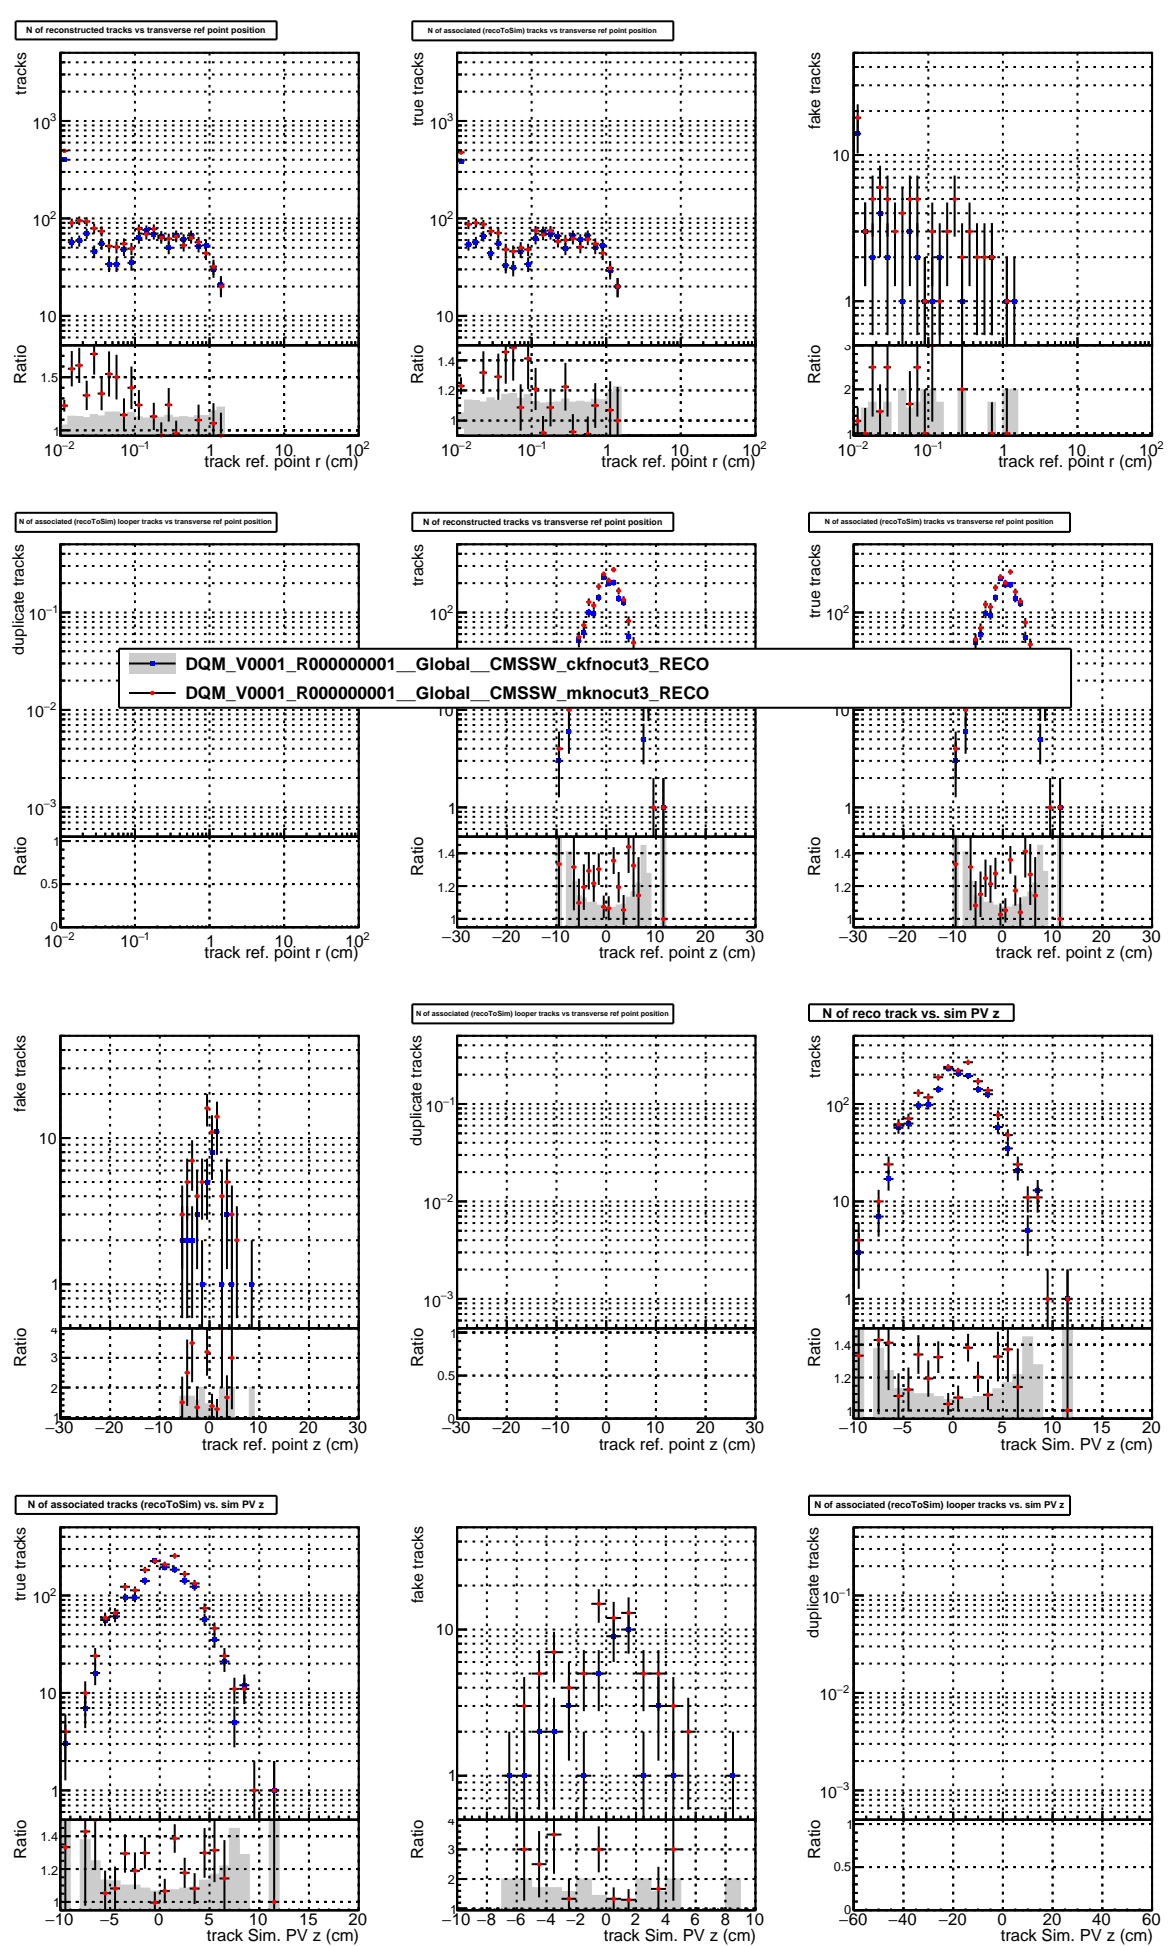 N of reconstructed tracks vs transverse ref point position
tracks
10³
10²
10
Ratio
1.5
1
10⁻² 10⁻¹ 1 10 10²
track ref. point r (cm)
N of associated (recoToSim) tracks vs transverse ref point position
true tracks
10³
10²
10
Ratio
1.4
1.2
1
10⁻² 10⁻¹ 1 10 10²
track ref. point r (cm)
fake tracks
10
1
Ratio
3
2
1
10⁻² 10⁻¹ 1 10 10²
track ref. point r (cm)
N of associated (recoToSim) looper tracks vs transverse ref point position
duplicate tracks
10⁻¹
10⁻²
10⁻³
Ratio
1
0.5
0
10⁻² 10⁻¹ 1 10 10²
track ref. point r (cm)
N of reconstructed tracks vs transverse ref point position
tracks
10²
10
1
Ratio
1.4
1.2
1
−30 −20 −10 0 10 20 30
track ref. point z (cm)
N of associated (recoToSim) tracks vs transverse ref point position
true tracks
10²
10
1
Ratio
1.4
1.2
1
−30 −20 −10 0 10 20 30
track ref. point z (cm)
DQM_V0001_R000000001__Global__CMSSW_ckfnocut3_RECO
DQM_V0001_R000000001__Global__CMSSW_mknocut3_RECO
fake tracks
10
1
Ratio
4
3
2
1
−30 −20 −10 0 10 20 30
track ref. point z (cm)
N of associated (recoToSim) looper tracks vs transverse ref point position
duplicate tracks
10⁻¹
10⁻²
10⁻³
Ratio
1
0.5
0
−30 −20 −10 0 10 20 30
track ref. point z (cm)
N of reco track vs. sim PV z
tracks
10²
10
1
Ratio
1.4
1.2
1
−10 −5 0 5 10 15 20
track Sim. PV z (cm)
N of associated tracks (recoToSim) vs. sim PV z
true tracks
10²
10
1
Ratio
1.4
1.2
1
−10 −5 0 5 10 15 20
track Sim. PV z (cm)
fake tracks
10
1
Ratio
4
3
2
1
−10 −8 −6 −4 −2 0 2 4 6 8 10
track Sim. PV z (cm)
N of associated (recoToSim) looper tracks vs. sim PV z
duplicate tracks
10⁻¹
10⁻²
10⁻³
Ratio
1
0.5
0
−60 −40 −20 0 20 40 60
track Sim. PV z (cm)